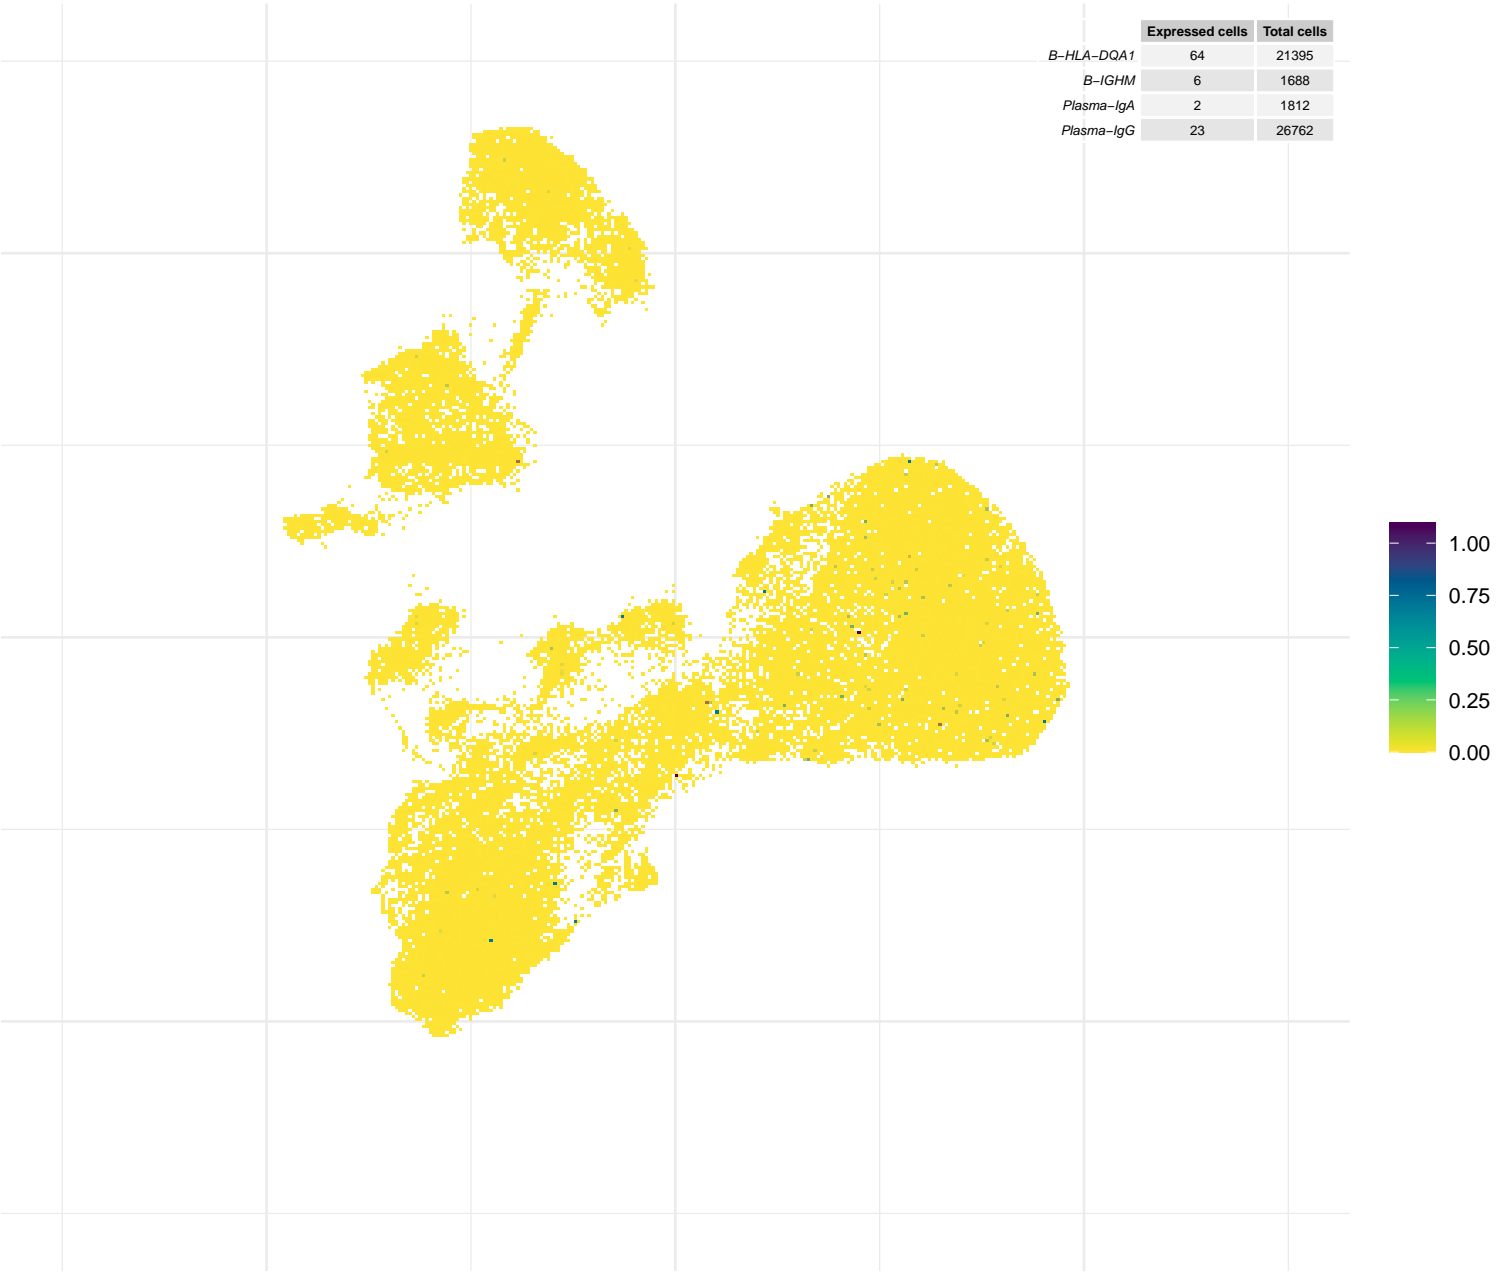 Expressed cells Total cells
B−HLA−DQA1 64 21395
B−IGHM 6 1688
Plasma−IgA 2 1812
Plasma−IgG 23 26762
1.00
0.75
0.50
0.25
0.00